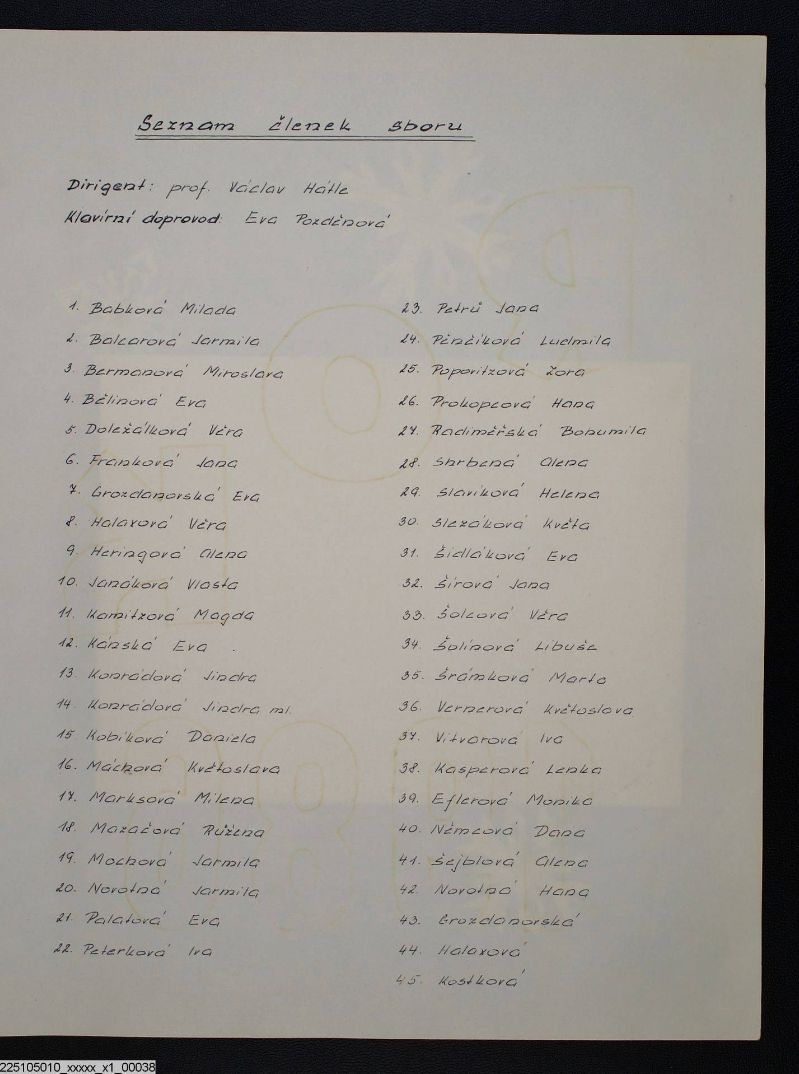 Seznam členek sboru
Dirigent: prof. Václav Hátle
Klavírní doprovod: Eva Pozděnová
1. Babková Milada
2. Balcarová Jarmila
3. Bermanová Miroslava
4. Bělinová Eva
5. Doležálková Věra
6. Franková Jana
7. Grozdanovská Eva
8. Halaxová Věra
9. Heringová Alena
10. Janáková Vlasta
11. Kamitzová Magda
12. Kánská Eva
13. Konrádová Jindra
14. Konrádová Jindra ml.
15 Kobíková Daniela
16. Máchová Květoslava
17. Marksová Milena
18. Mazačová Růžena
19. Mochová Jarmila
20. Novotná Jarmila
21. Palatová Eva
22. Peterková Iva
23. Petrů Jana
24. Pěnčíková Ludmila
25. Popovitzová Zora
26. Prokopcová Hana
27. Radiměřská Bohumila
28. Skrbená Alena
29. Slavíková Helena
30. Slezáková Květa
31. Šidláková Eva
32. Šírová Jana
33. Šolcová Věra
34. Šolínová Libuše
35. Šrámková Marta
36. Vernerová Květoslava
37. Vitvarová Iva
38. Kasperová Lenka
39. Eflerová Monika
40. Němcová Dana
41. Šejblová Alena
42. Novotná Hana
43. Grozdanovská
44. Halaxová
45. Kostková
225105010_xxxxx_x1_00038